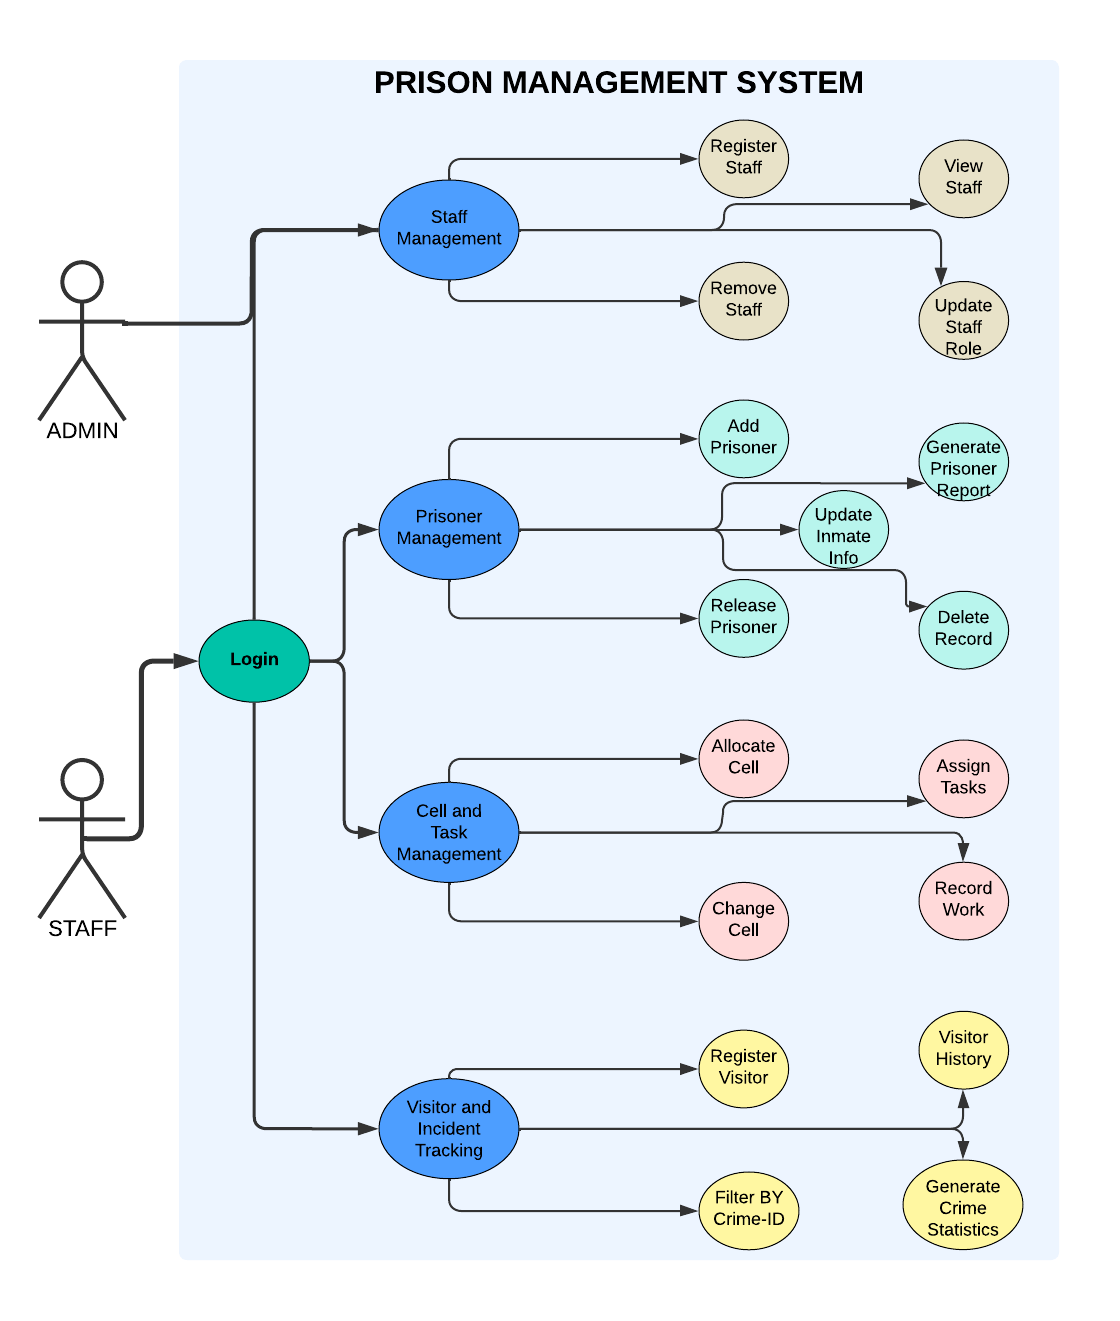 PRISON MANAGEMENT SYSTEM
Register
Staff
View
Staff
Staff
Management
Remove
Staff
Update
Staff
Role
ADMIN
Add
Prisoner
Generate
Prisoner
Report
Prisoner
Management
Update
Inmate
Info
Release
Prisoner
Delete
Record
Login
Allocate
Cell
Assign
Tasks
Cell and
Task
Management
Record
Work
Change
Cell
STAFF
Register
Visitor
Visitor
History
Visitor and
Incident
Tracking
Filter BY
Crime-ID
Generate
Crime
Statistics